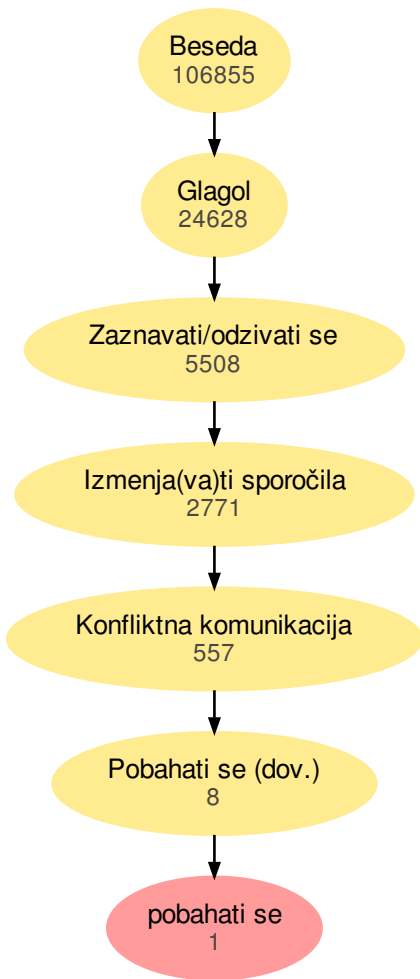 Beseda
106855
Glagol
24628
Zaznavati/odzivati se
5508
Izmenja(va)ti sporočila
2771
Konfliktna komunikacija
557
Pobahati se (dov.)
8
pobahati se
1